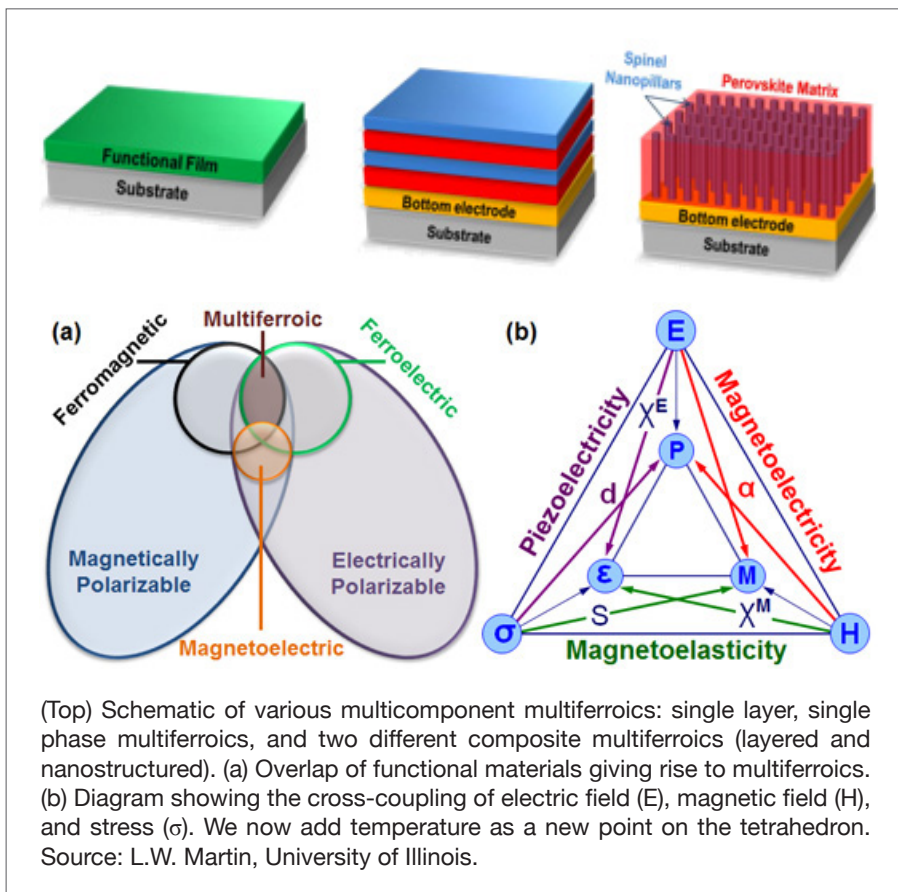 Functional Film
Substrate
Bottom electrode
Substrate
Spinel
Nanopillars
Perovskite Matrix
Bottom electrode
Substrate
(a)
Ferromagnetic
Multiferroic
Ferroelectric
Magnetically
Polarizable
Electrically
Polarizable
Magnetoelectric
(b)
E
Piezoelectricity
Magnetoelectricity
χᴱ
P
d
α
ε
M
S
χᴹ
σ
H
Magnetoelasticity
(Top) Schematic of various multicomponent multiferroics: single layer, single
phase multiferroics, and two different composite multiferroics (layered and
nanostructured). (a) Overlap of functional materials giving rise to multiferroics.
(b) Diagram showing the cross-coupling of electric field (E), magnetic field (H),
and stress (σ). We now add temperature as a new point on the tetrahedron.
Source: L.W. Martin, University of Illinois.